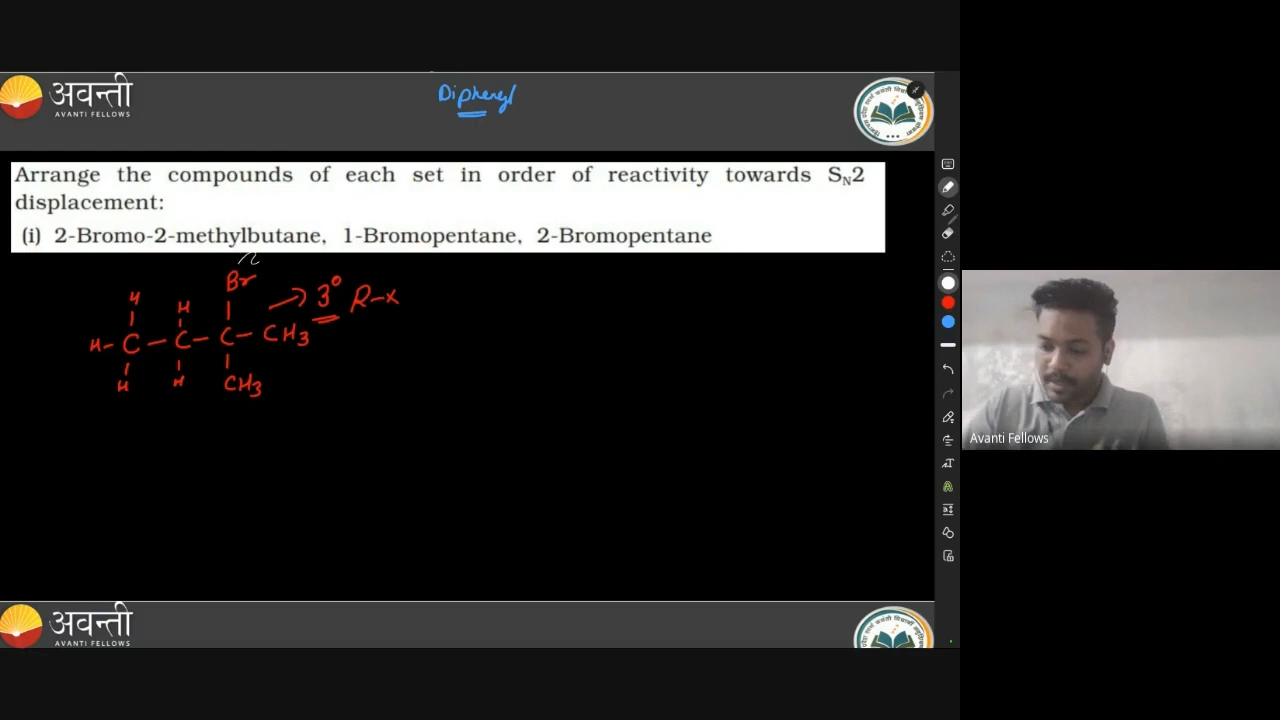 अवन्ती
AVANTI FELLOWS
Diphenyl
Arrange the compounds of each set in order of reactivity towards SN2
displacement:
(i) 2-Bromo-2-methylbutane, 1-Bromopentane, 2-Bromopentane
Br
H H → 3° R-X
H- C - C - C - CH3
H H CH3
Avanti Fellows
अवन्ती
AVANTI FELLOWS